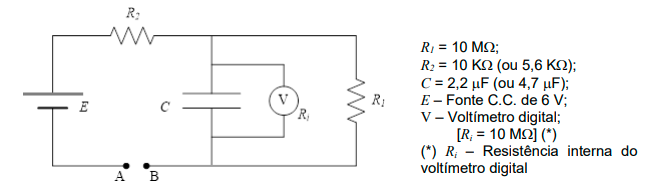 R₂
E
C
V
Rᵢ
R₁
A
B
R₁ = 10 MΩ;
R₂ = 10 KΩ (ou 5,6 KΩ);
C = 2,2 μF (ou 4,7 μF);
E – Fonte C.C. de 6 V;
V – Voltímetro digital;
[Rᵢ = 10 MΩ] (*)
(*) Rᵢ – Resistência interna do
voltímetro digital